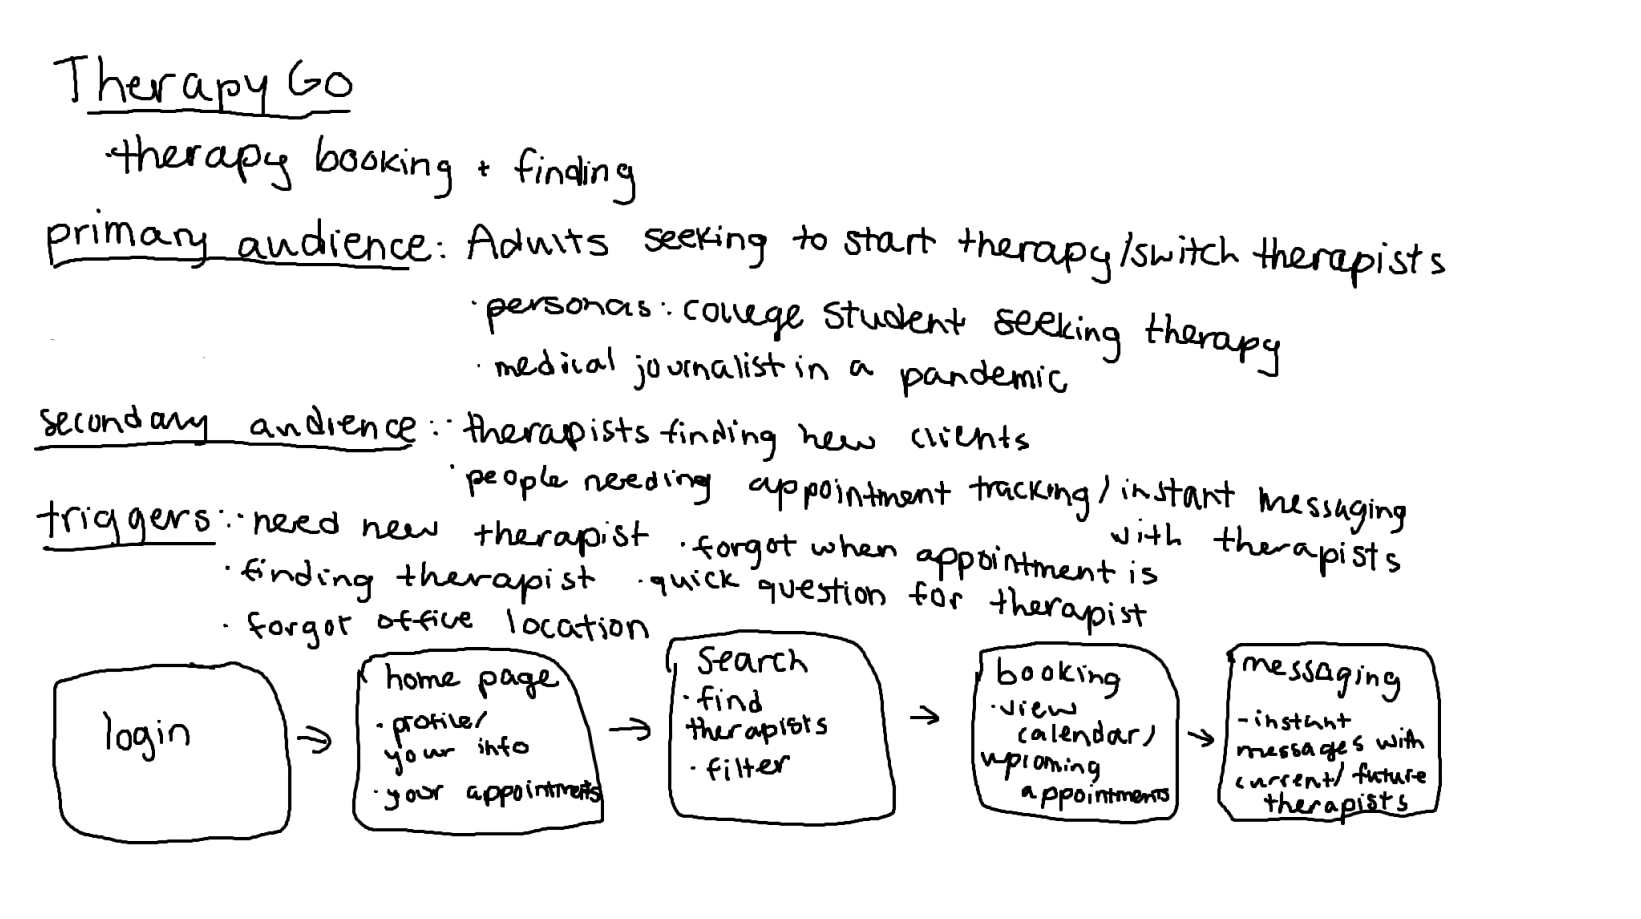 Therapy Go
·therapy booking + finding
primary audience: Adults seeking to start therapy/switch therapists
·personas: college student seeking therapy
·medical journalist in a pandemic
secondary audience: ·therapists finding new clients
·people needing appointment tracking/instant messaging
with therapists
triggers: ·need new therapist ·forgot when appointment is
·finding therapist ·quick question for therapist
·forgot office location
login
→
home page
·profile/
your info
·your appointments
→
search
·find
therapists
·filter
→
booking
·view
calendar/
upcoming
appointments
→
messaging
-instant
messages with
current/future
therapists